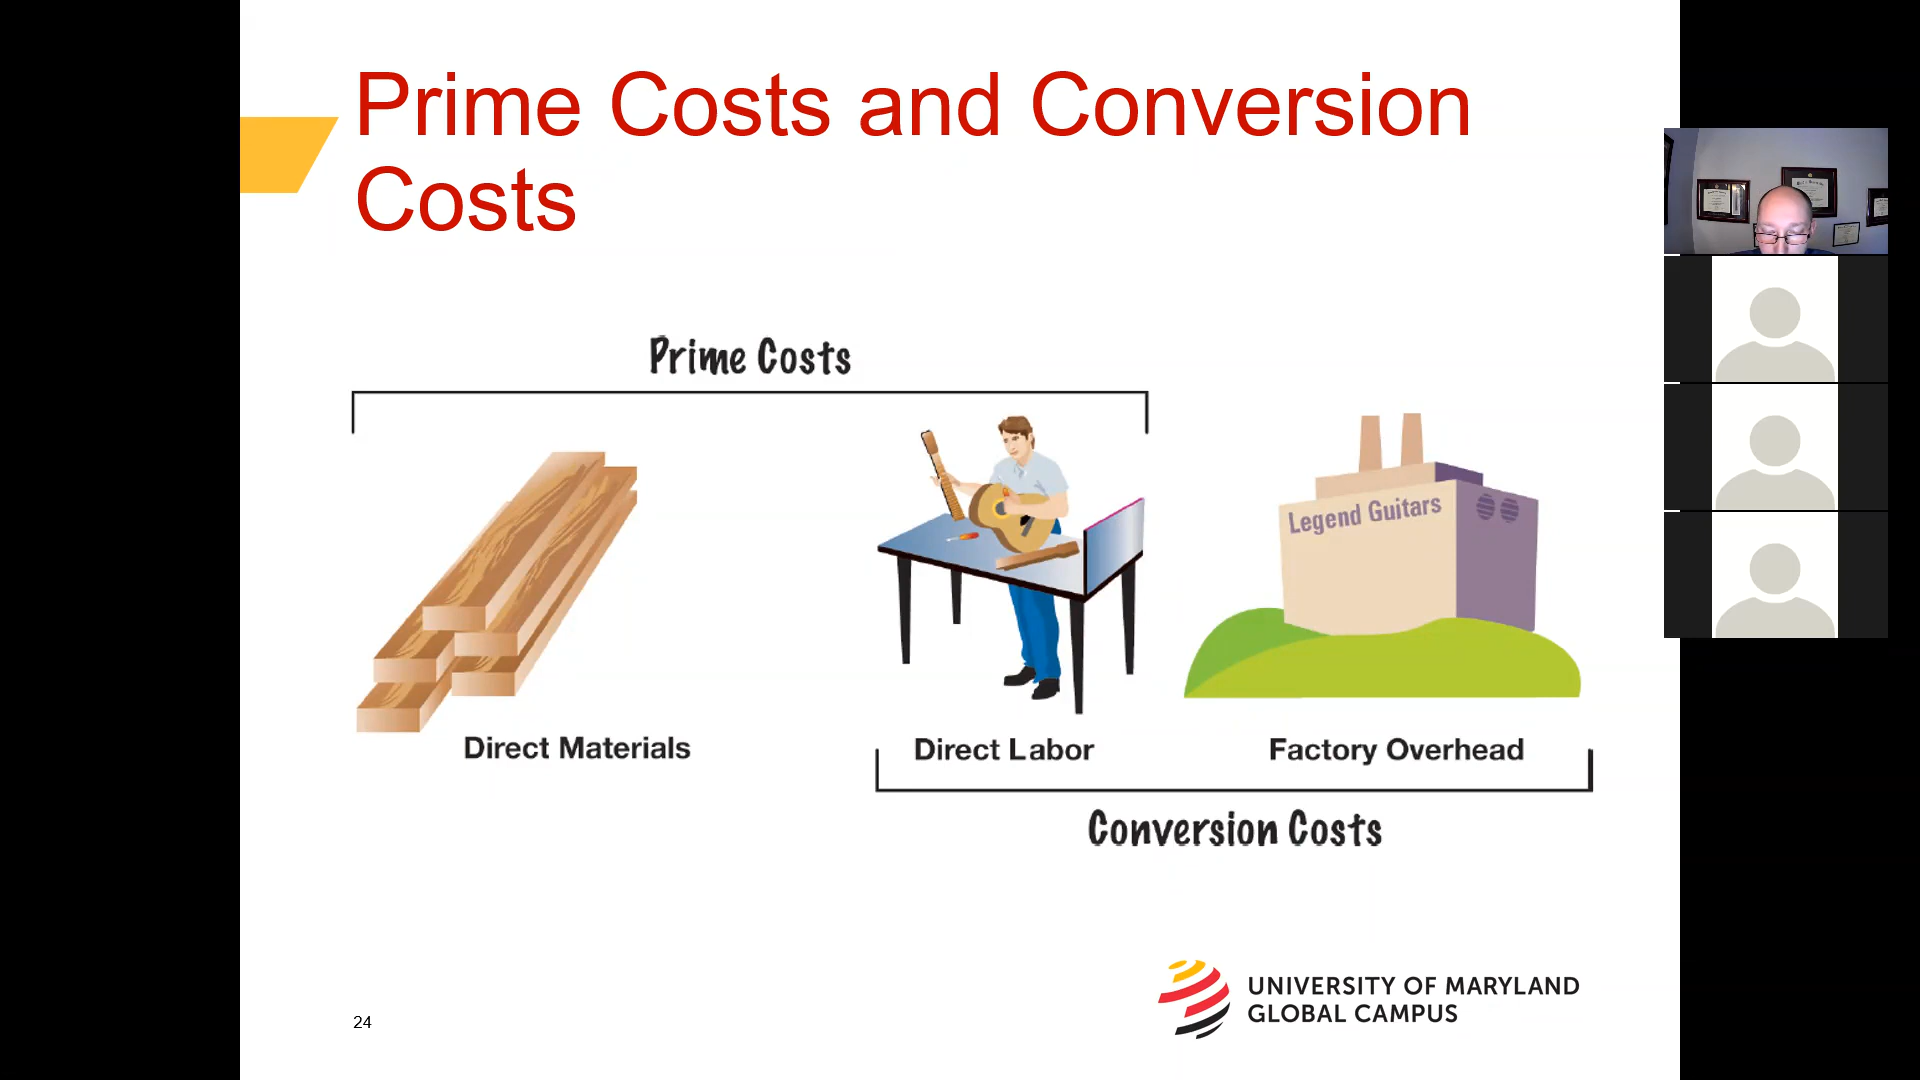 Prime Costs and Conversion
Costs
Prime Costs
Legend Guitars
Direct Materials
Direct Labor
Factory Overhead
Conversion Costs
UNIVERSITY OF MARYLAND
GLOBAL CAMPUS
24